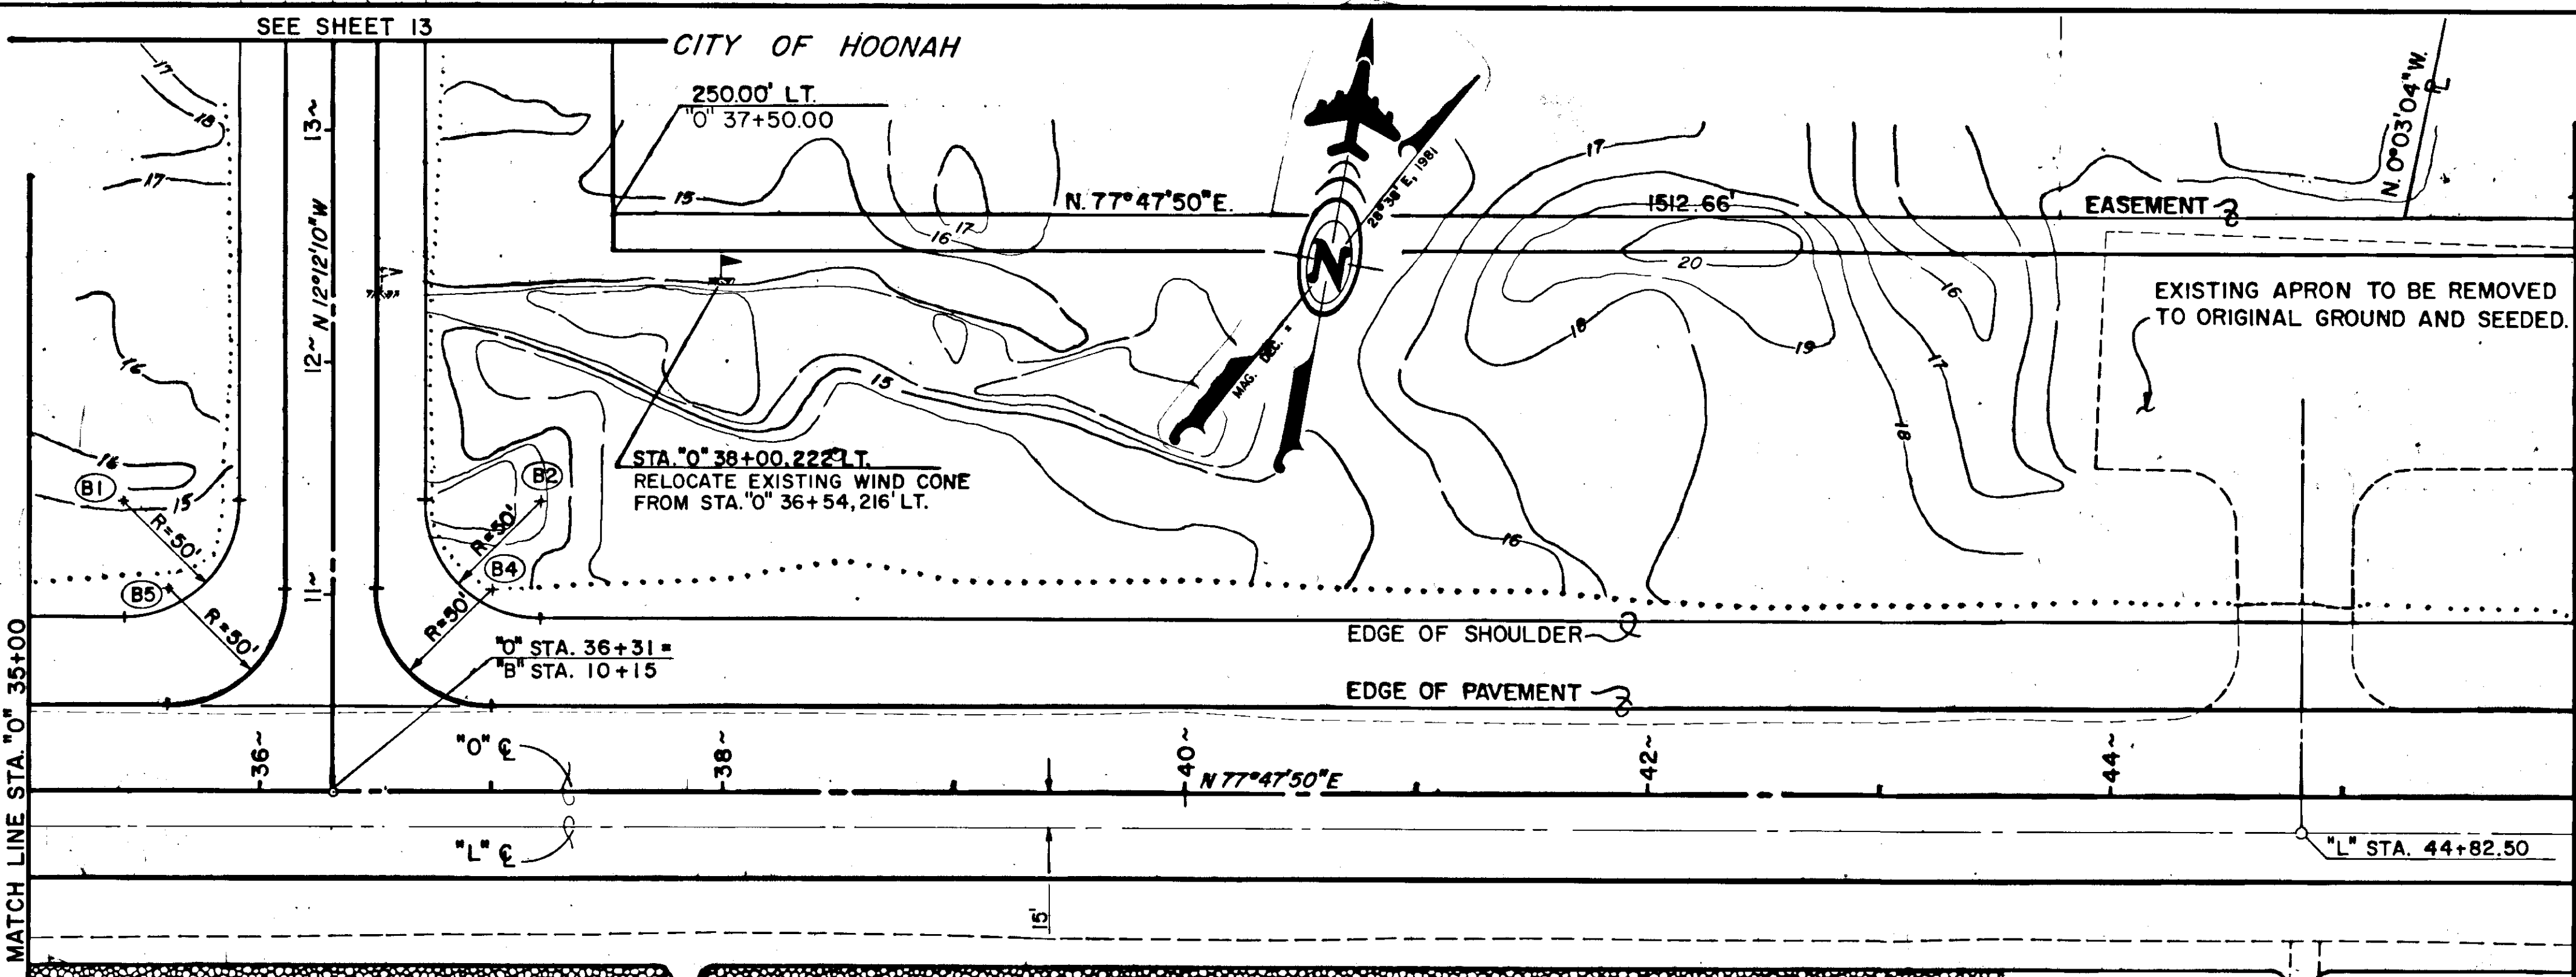 SEE SHEET 13
CITY OF HOONAH
250.00' LT.
"O" 37+50.00
17
18
17
13~
N 12°12'10"W
12~
11~
15
16
17
N. 77°47'50"E.
N
28°38' E, 1981
MAG. DEC. =
17
1512.66'
EASEMENT
N. 0°03'04"W.
PL
20
16
EXISTING APRON TO BE REMOVED
TO ORIGINAL GROUND AND SEEDED.
18
19
17
18
16
16
16
15
15
B1
B2
B4
B5
R=50'
R=50'
R=50'
R=50'
STA."O" 38+00,222' LT.
RELOCATE EXISTING WIND CONE
FROM STA."O" 36+54,216' LT.
"O" STA. 36+31 =
"B" STA. 10+15
EDGE OF SHOULDER
EDGE OF PAVEMENT
MATCH LINE STA. "O" 35+00
36~
"O" ℄
38~
40~
N 77°47'50"E
42~
44~
"L" ℄
"L" STA. 44+82.50
15'